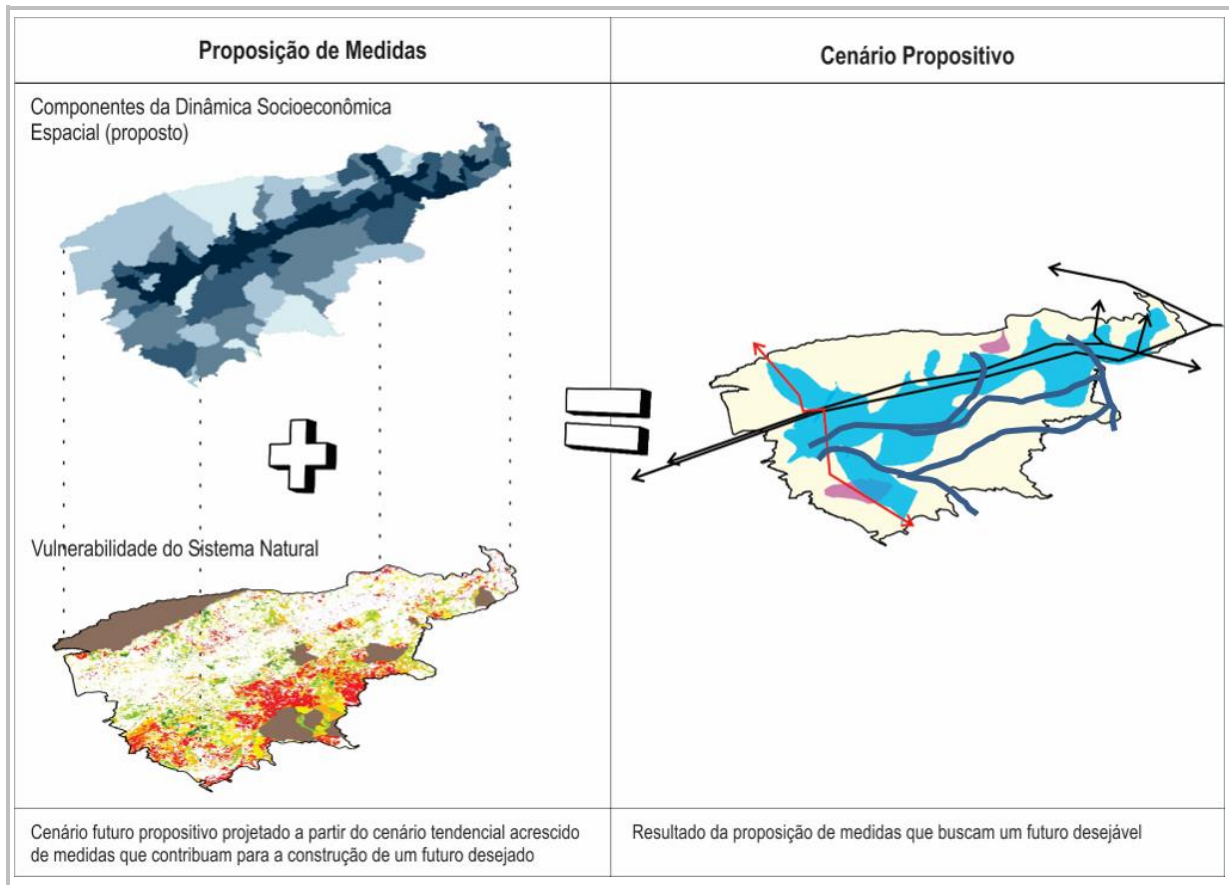 Proposição de Medidas
Cenário Propositivo
Componentes da Dinâmica Socioeconômica
Espacial (proposto)
Vulnerabilidade do Sistema Natural
Cenário futuro propositivo projetado a partir do cenário tendencial acrescido
de medidas que contribuam para a construção de um futuro desejado
Resultado da proposição de medidas que buscam um futuro desejável